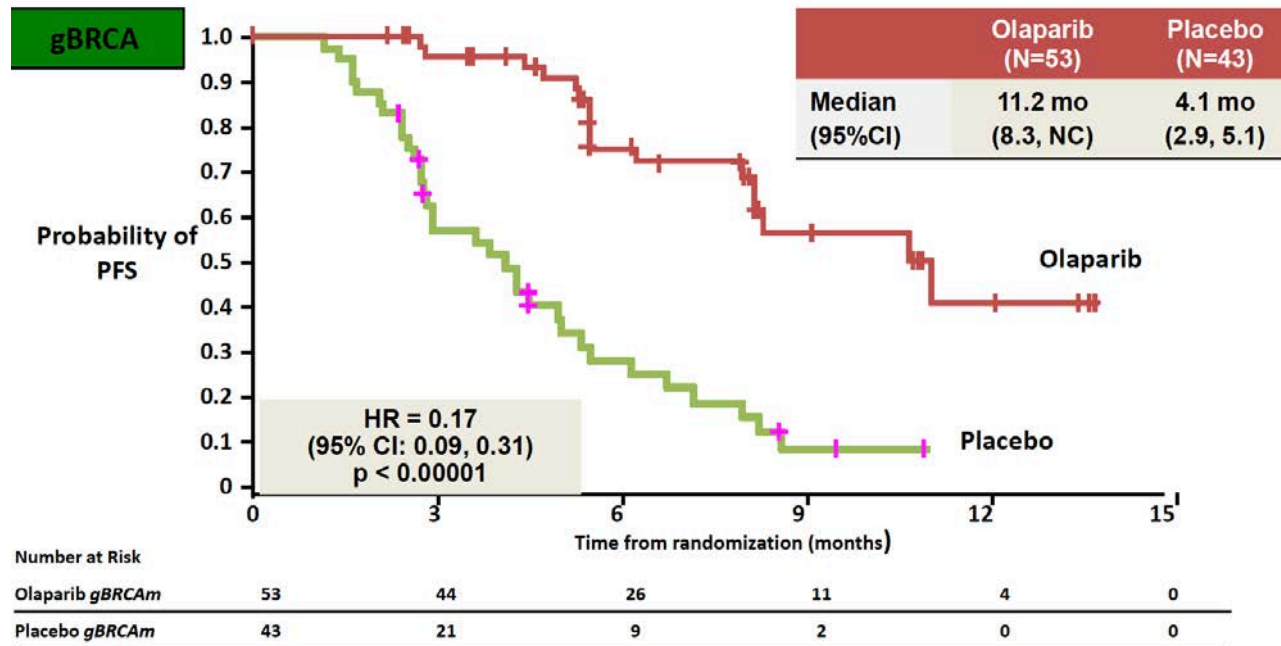 gBRCA
Olaparib Placebo
(N=53) (N=43)
Median 11.2 mo 4.1 mo
(95%CI) (8.3, NC) (2.9, 5.1)
1.0
0.9
0.8
0.7
0.6
0.5
0.4
0.3
0.2
0.1
0
Probability of
PFS
Olaparib
Placebo
HR = 0.17
(95% CI: 0.09, 0.31)
p < 0.00001
0 3 6 9 12 15
Time from randomization (months)
Number at Risk
Olaparib gBRCAm 53 44 26 11 4 0
Placebo gBRCAm 43 21 9 2 0 0